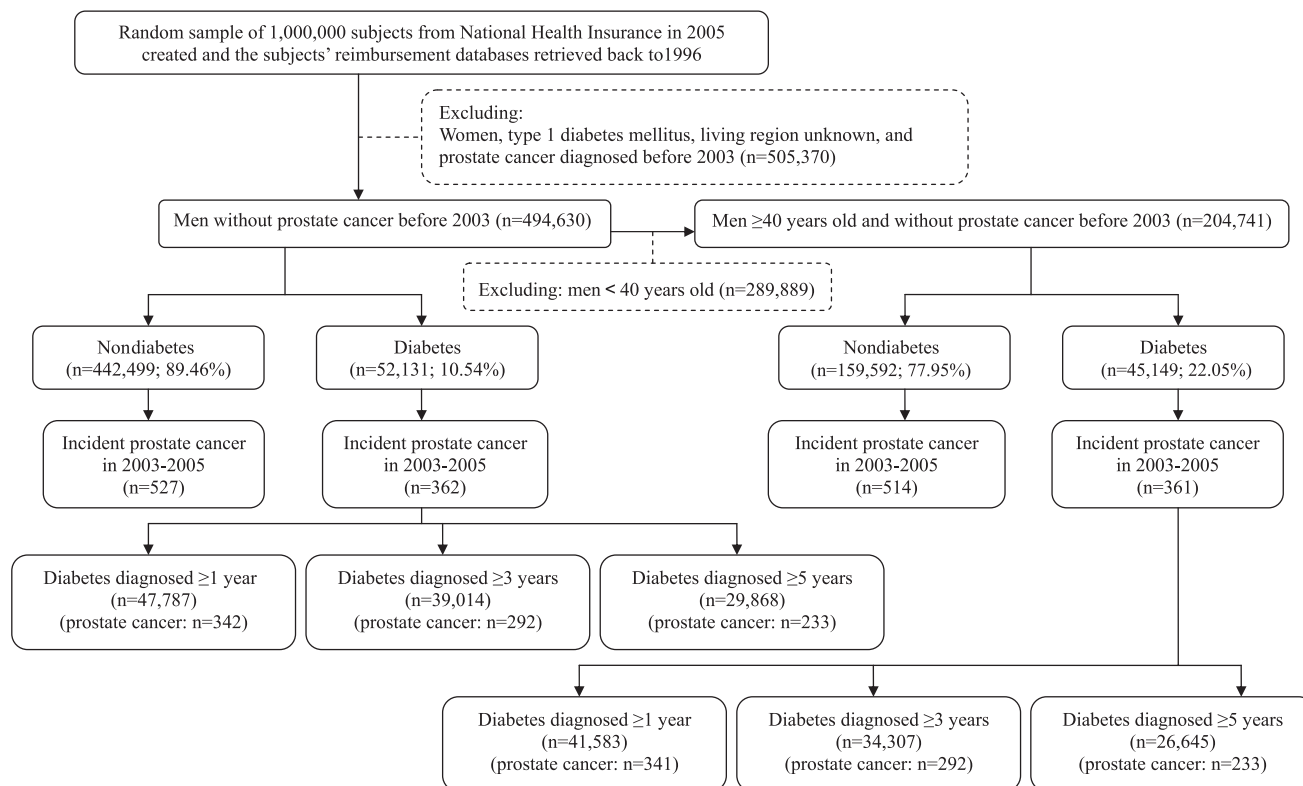 Random sample of 1,000,000 subjects from National Health Insurance in 2005
created and the subjects’ reimbursement databases retrieved back to1996
Excluding:
Women, type 1 diabetes mellitus, living region unknown, and
prostate cancer diagnosed before 2003 (n=505,370)
Men without prostate cancer before 2003 (n=494,630)
Men ≥40 years old and without prostate cancer before 2003 (n=204,741)
Excluding: men < 40 years old (n=289,889)
Nondiabetes
(n=442,499; 89.46%)
Diabetes
(n=52,131; 10.54%)
Nondiabetes
(n=159,592; 77.95%)
Diabetes
(n=45,149; 22.05%)
Incident prostate cancer
in 2003-2005
(n=527)
Incident prostate cancer
in 2003-2005
(n=362)
Incident prostate cancer
in 2003-2005
(n=514)
Incident prostate cancer
in 2003-2005
(n=361)
Diabetes diagnosed ≥1 year
(n=47,787)
(prostate cancer: n=342)
Diabetes diagnosed ≥3 years
(n=39,014)
(prostate cancer: n=292)
Diabetes diagnosed ≥5 years
(n=29,868)
(prostate cancer: n=233)
Diabetes diagnosed ≥1 year
(n=41,583)
(prostate cancer: n=341)
Diabetes diagnosed ≥3 years
(n=34,307)
(prostate cancer: n=292)
Diabetes diagnosed ≥5 years
(n=26,645)
(prostate cancer: n=233)